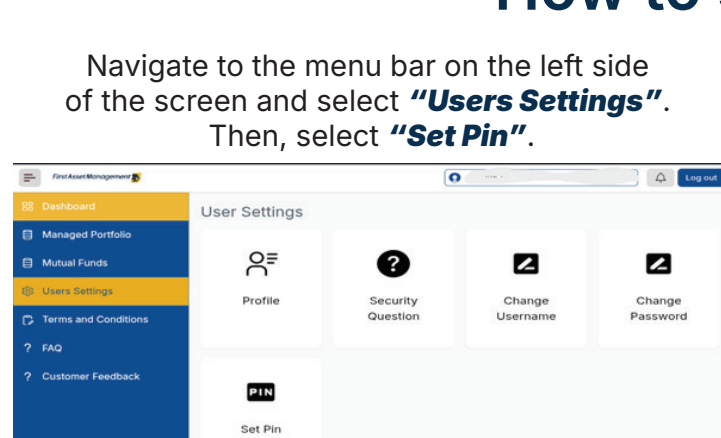 How to
Navigate to the menu bar on the left side
of the screen and select “Users Settings”.
Then, select “Set Pin”.
First Asset Management
Log out
Dashboard
Managed Portfolio
Mutual Funds
Users Settings
Terms and Conditions
? FAQ
? Customer Feedback
User Settings
Profile
?
Security
Question
Change
Username
Change
Password
PIN
Set Pin